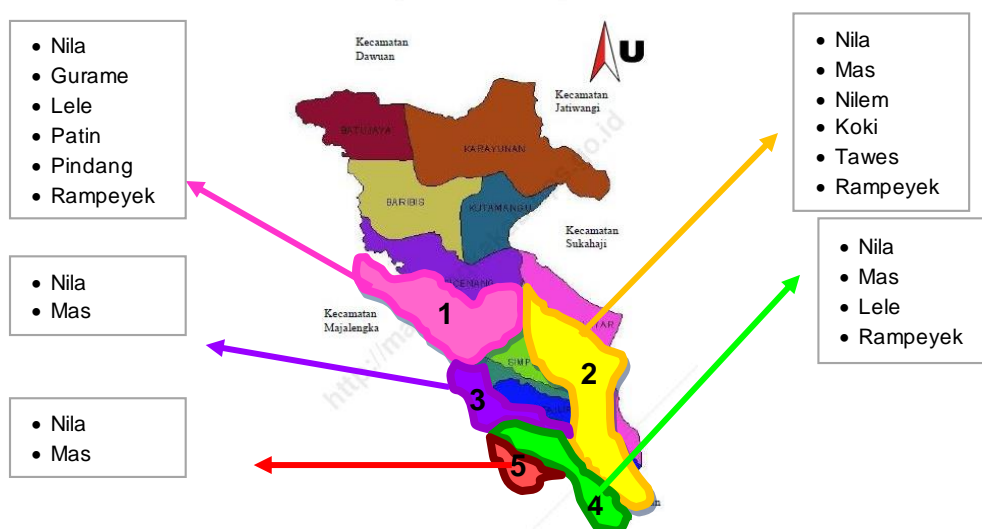 • Nila
• Gurame
• Lele
• Patin
• Pindang
• Rampeyek
• Nila
• Mas
• Nila
• Mas
Kecamatan
Dawuan
U
Kecamatan
Jatiwangi
KARAYUNAN
BARIBIS
KUTAMANGU
Kecamatan
Sukahaji
Kecamatan
Majalengka
1
2
3
4
5
• Nila
• Mas
• Nilem
• Koki
• Tawes
• Rampeyek
• Nila
• Mas
• Lele
• Rampeyek